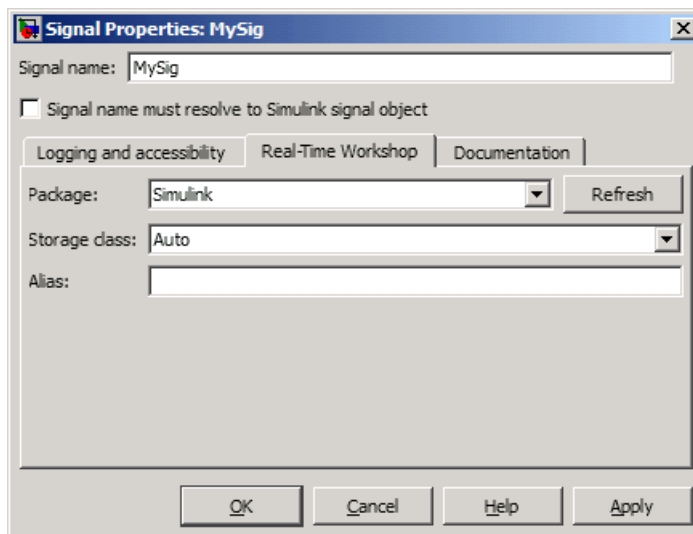 Signal Properties: MySig
Signal name: MySig
Signal name must resolve to Simulink signal object
Logging and accessibility Real-Time Workshop Documentation
Package: Simulink Refresh
Storage class: Auto
Alias:
OK Cancel Help Apply